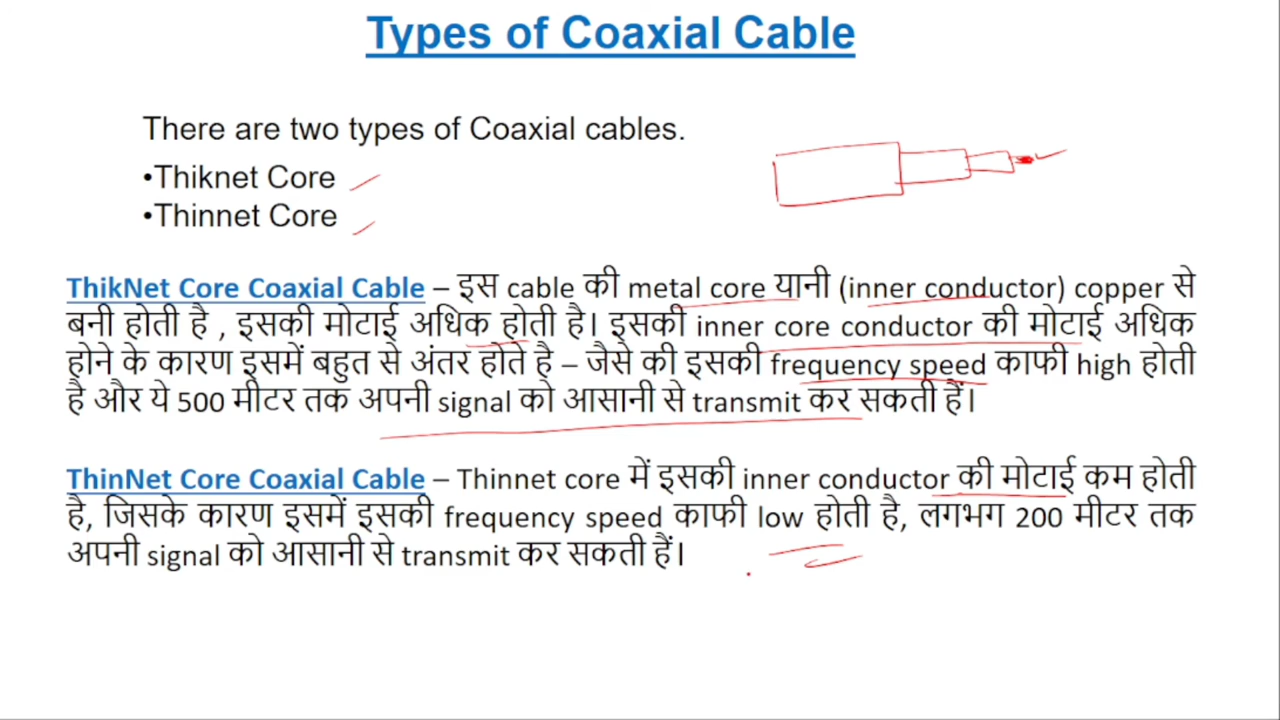 Types of Coaxial Cable
There are two types of Coaxial cables.
•Thiknet Core
•Thinnet Core
ThikNet Core Coaxial Cable – इस cable की metal core यानी (inner conductor) copper से
बनी होती है , इसकी मोटाई अधिक होती है। इसकी inner core conductor की मोटाई अधिक
होने के कारण इसमें बहुत से अंतर होते है – जैसे की इसकी frequency speed काफी high होती
है और ये 500 मीटर तक अपनी signal को आसानी से transmit कर सकती हैं।
ThinNet Core Coaxial Cable – Thinnet core में इसकी inner conductor की मोटाई कम होती
है, जिसके कारण इसमें इसकी frequency speed काफी low होती है, लगभग 200 मीटर तक
अपनी signal को आसानी से transmit कर सकती हैं।